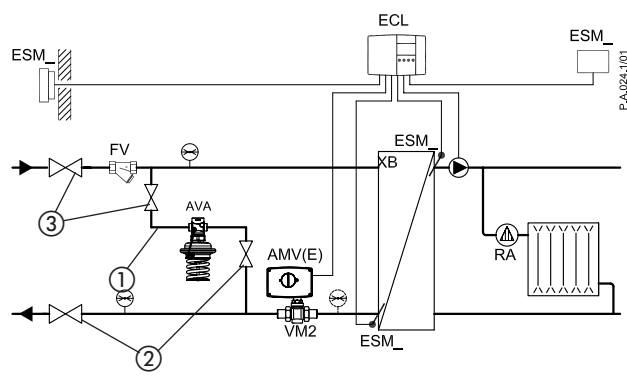 ECL
ESM_
ESM_
P.A.024.1/01
FV
ESM_
XB
3
AVA
AMV(E)
RA
1
VM2
2
ESM_